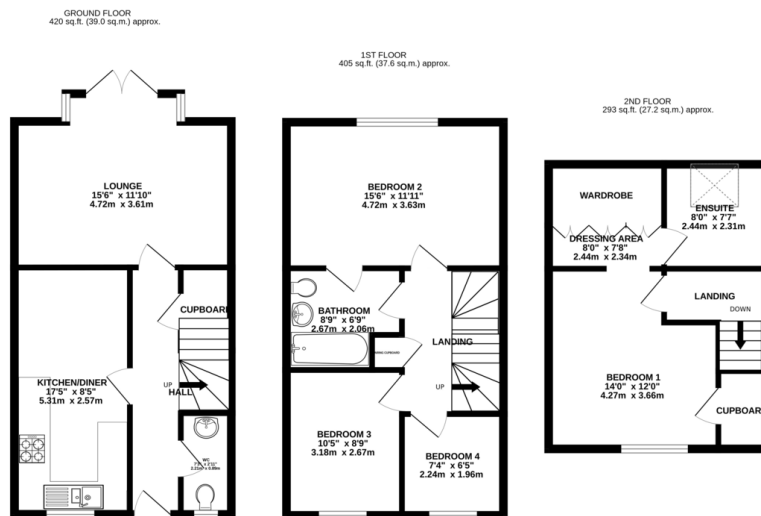 GROUND FLOOR
420 sq.ft. (39.0 sq.m.) approx.
LOUNGE
15'6" x 11'10"
4.72m x 3.61m
CUPBOARD
KITCHEN/DINER
17'5" x 8'5"
5.31m x 2.57m
UP
HALL
WC
1ST FLOOR
405 sq.ft. (37.6 sq.m.) approx.
BEDROOM 2
15'6" x 11'11"
4.72m x 3.63m
BATHROOM
8'9" x 6'9"
2.67m x 2.06m
LANDING
UP
BEDROOM 3
10'5" x 8'9"
3.18m x 2.67m
BEDROOM 4
7'4" x 6'5"
2.24m x 1.96m
2ND FLOOR
293 sq.ft. (27.2 sq.m.) approx.
WARDROBE
ENSUITE
8'0" x 7'7"
2.44m x 2.31m
DRESSING AREA
8'0" x 7'8"
2.44m x 2.34m
LANDING
DOWN
BEDROOM 1
14'0" x 12'0"
4.27m x 3.66m
CUPBOARD